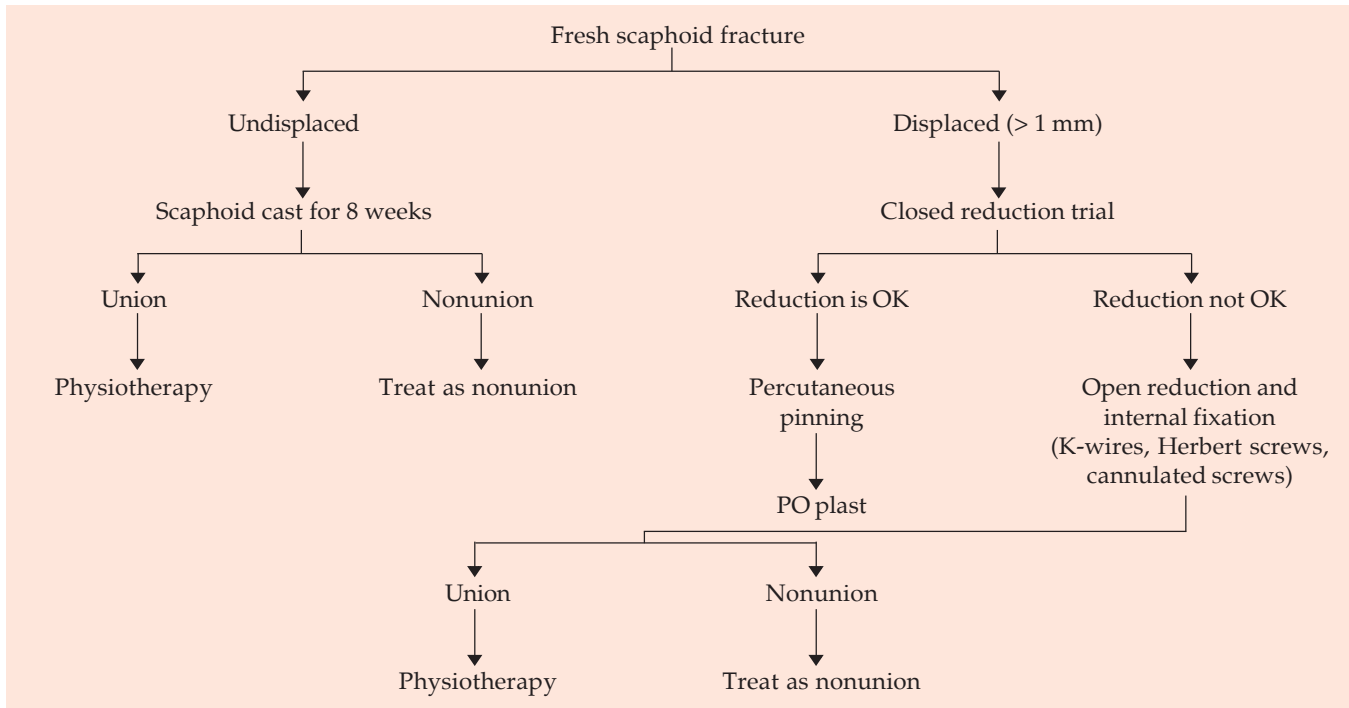 Fresh scaphoid fracture
Undisplaced
Displaced (> 1 mm)
Scaphoid cast for 8 weeks
Closed reduction trial
Union
Nonunion
Reduction is OK
Reduction not OK
Physiotherapy
Treat as nonunion
Percutaneous
pinning
Open reduction and
internal fixation
(K-wires, Herbert screws,
cannulated screws)
PO plast
Union
Nonunion
Physiotherapy
Treat as nonunion